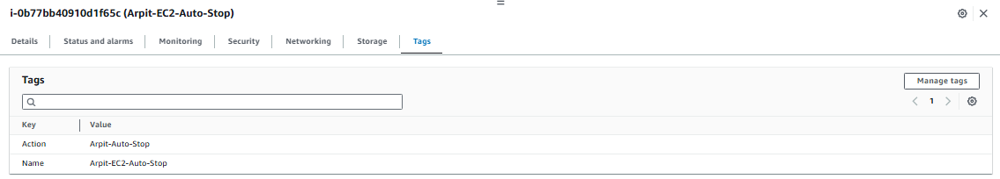 i-0b77bb40910d1f65c (Arpit-EC2-Auto-Stop)
Details Status and alarms Monitoring Security Networking Storage Tags
Tags
Manage tags
1
Key Value
Action Arpit-Auto-Stop
Name Arpit-EC2-Auto-Stop